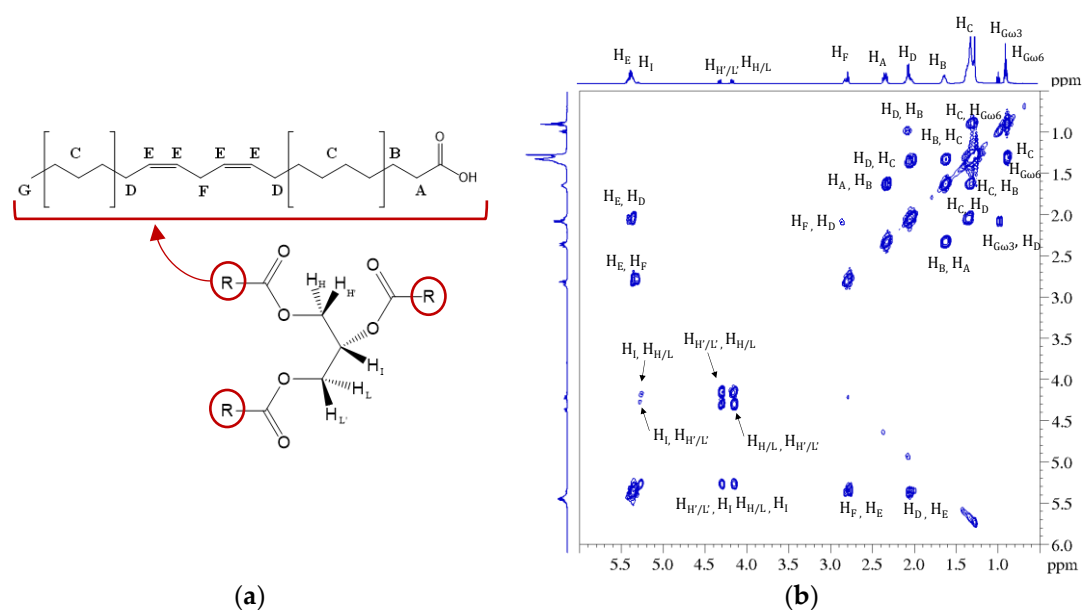 C E E E E C B O
G D F D A OH
R O O R
H_H H_H'
O O
H_I
R O H_L
H_L'
O
(a)
H_E H_I H_H'/L', H_H/L H_F H_A H_D H_B H_C H_Gω3 H_Gω6
ppm
H_D, H_B H_C, H_Gω6
H_B, H_C
H_D, H_C H_C H_Gω6
H_A, H_B H_C, H_B
H_E, H_D H_F, H_D H_C, H_D H_Gω3, H_D
H_E, H_F H_B, H_A
H_I, H_H/L H_H'/L', H_H/L
H_I, H_H'/L' H_H/L, H_H'/L'
H_H'/L', H_I H_H/L, H_I H_F, H_E H_D, H_E
1.0
1.5
2.0
2.5
3.0
3.5
4.0
4.5
5.0
5.5
6.0
5.5 5.0 4.5 4.0 3.5 3.0 2.5 2.0 1.5 1.0 ppm
(b)